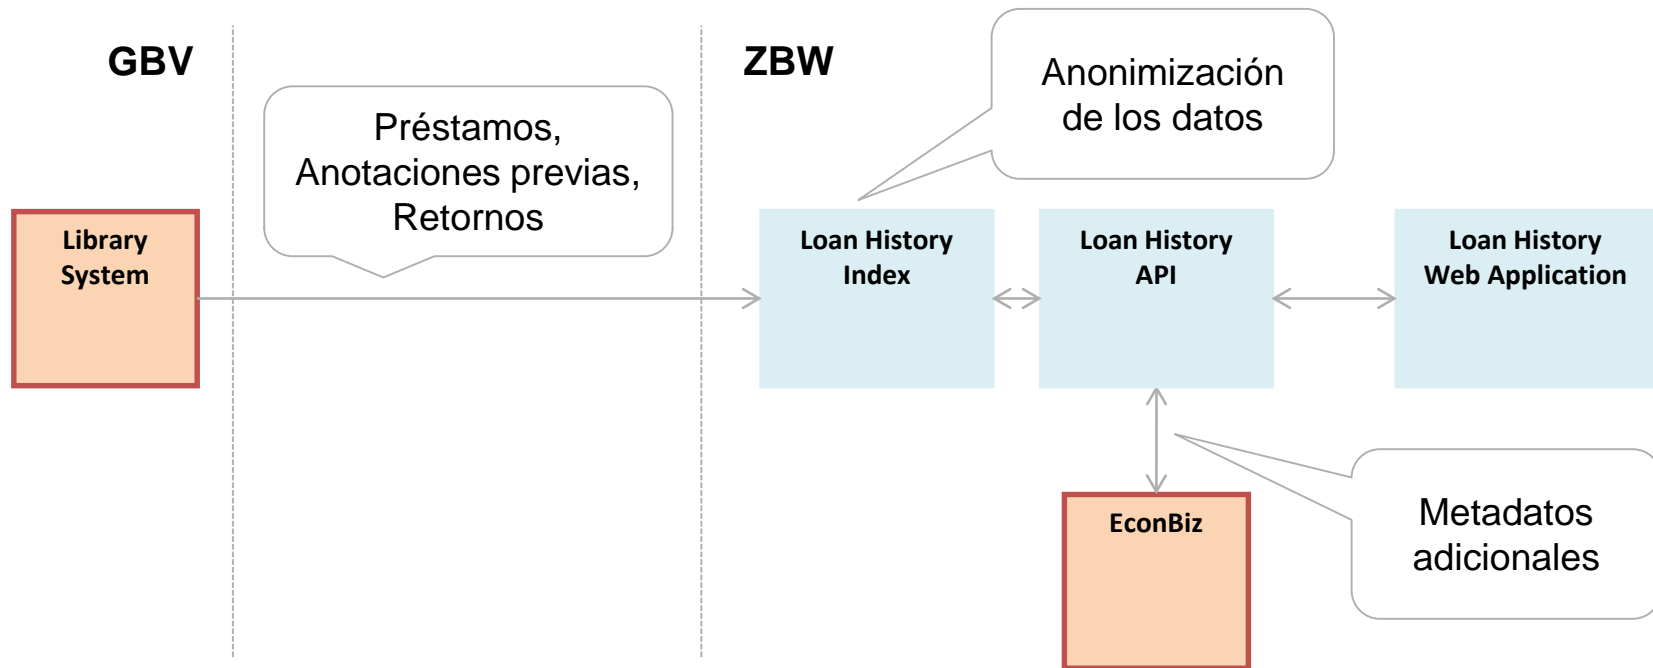 GBV
ZBW
Anonimización
de los datos
Préstamos,
Anotaciones previas,
Retornos
Library
System
Loan History
Index
Loan History
API
Loan History
Web Application
EconBiz
Metadatos
adicionales